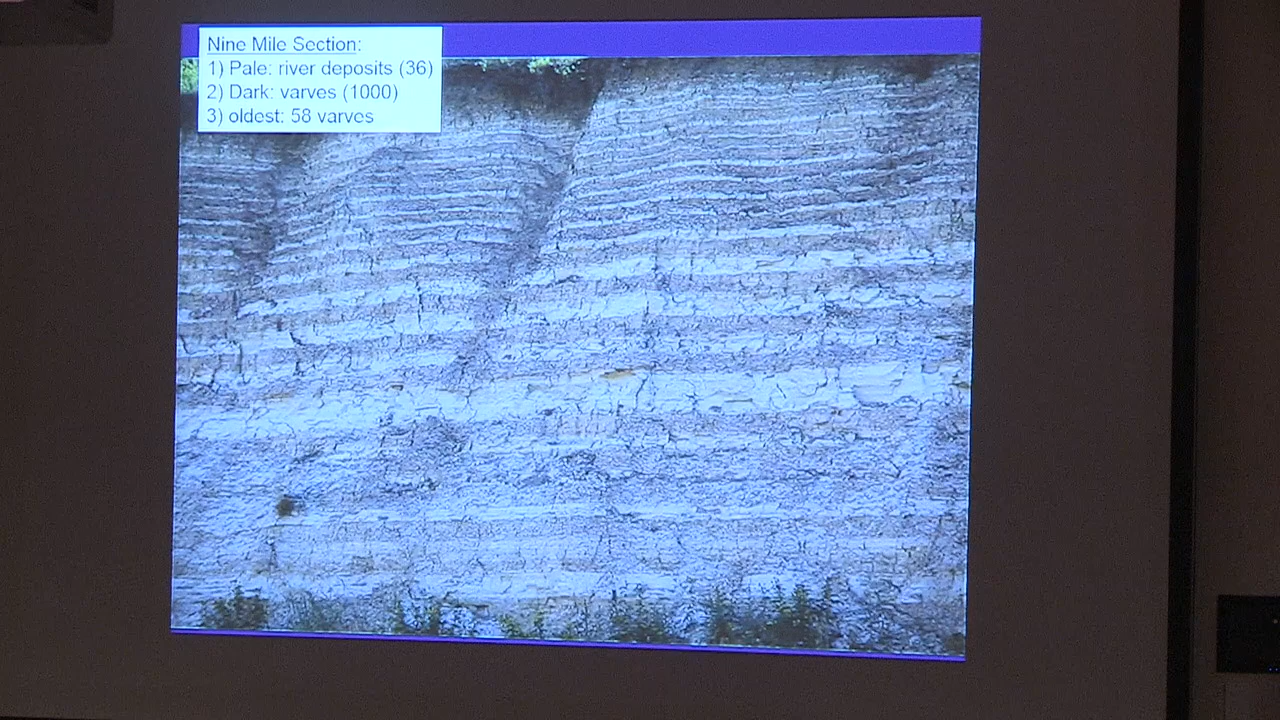 Nine Mile Section:
1) Pale: river deposits (36)
2) Dark: varves (1000)
3) oldest: 58 varves